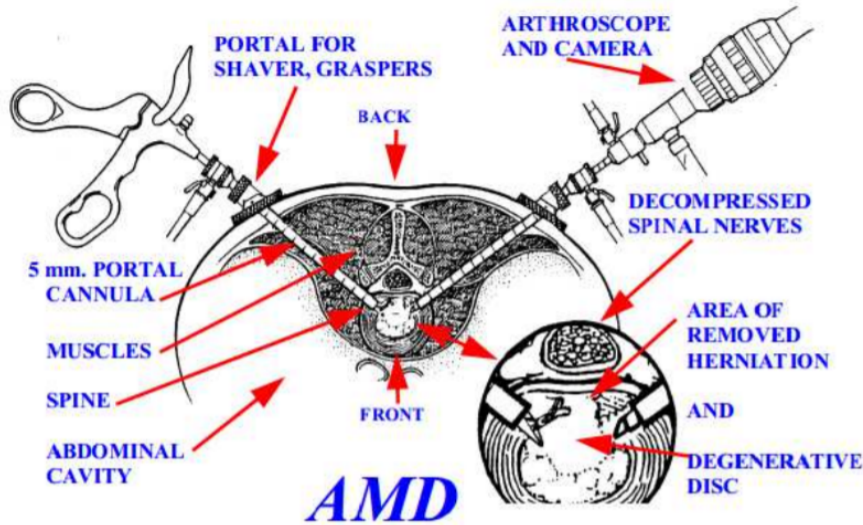 PORTAL FOR
SHAVER, GRASPERS
ARTHROSCOPE
AND CAMERA
BACK
DECOMPRESSED
SPINAL NERVES
5 mm. PORTAL
CANNULA
AREA OF
REMOVED
HERNIATION
MUSCLES
SPINE
FRONT
AND
ABDOMINAL
CAVITY
DEGENERATIVE
DISC
AMD